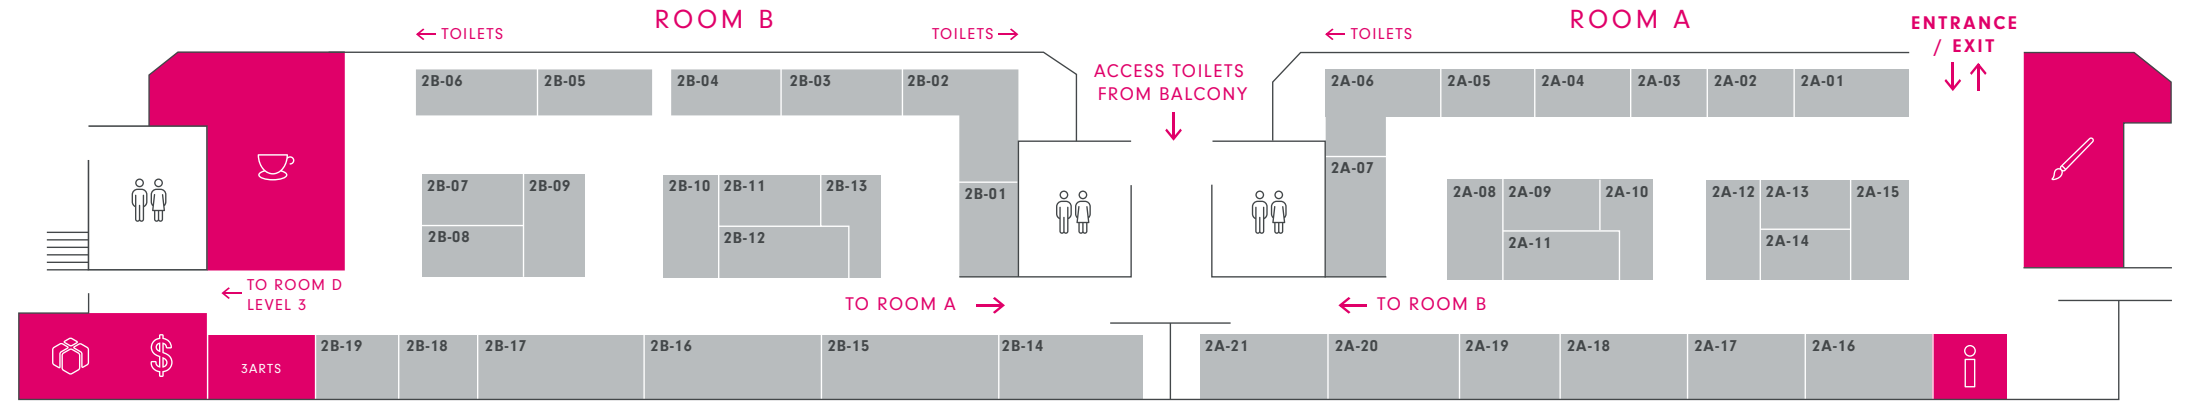 ROOM B
ROOM A
ENTRANCE
/ EXIT
← TOILETS
TOILETS →
← TOILETS
ACCESS TOILETS
FROM BALCONY
2B-06
2B-05
2B-04
2B-03
2B-02
2A-06
2A-05
2A-04
2A-03
2A-02
2A-01
2B-07
2B-09
2B-10
2B-11
2B-13
2B-01
2A-07
2A-08
2A-09
2A-10
2A-12
2A-13
2A-15
2B-08
2B-12
2A-11
2A-14
← TO ROOM D
LEVEL 3
TO ROOM A →
← TO ROOM B
$
3ARTS
2B-19
2B-18
2B-17
2B-16
2B-15
2B-14
2A-21
2A-20
2A-19
2A-18
2A-17
2A-16
i